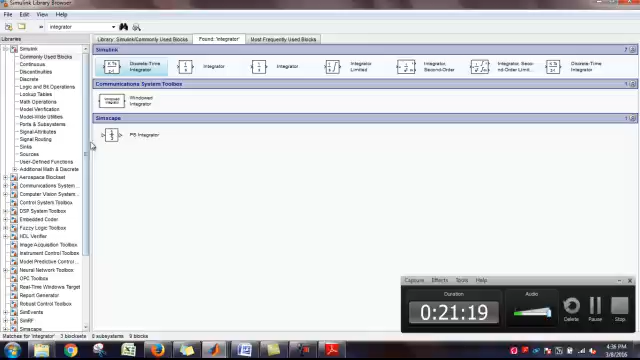 Simulink Library Browser
File Edit View Help
integrator
Libraries
Library: Simulink/Commonly Used Blocks
Found: 'integrator'
Most Frequently Used Blocks
Simulink
Commonly Used Blocks
Continuous
Discontinuities
Discrete
Logic and Bit Operations
Lookup Tables
Math Operations
Model Verification
Model-Wide Utilities
Ports & Subsystems
Signal Attributes
Signal Routing
Sinks
Sources
User-Defined Functions
Additional Math & Discrete
Aerospace Blockset
Communications System...
Computer Vision System...
Control System Toolbox
DSP System Toolbox
Embedded Coder
Fuzzy Logic Toolbox
HDL Verifier
Image Acquisition Toolbox
Instrument Control Toolbox
Model Predictive Control...
Neural Network Toolbox
OPC Toolbox
Real-Time Windows Target
Report Generator
Robust Control Toolbox
SimEvents
SimRF
Simscape
Simulink
Discrete-Time
Integrator
Integrator
Integrator
Integrator
Limited
Integrator,
Second-Order
Integrator, Seco
nd-Order Limit...
Discrete-Time
Integrator
Communications System Toolbox
Windowed
Integrator
Simscape
PS Integrator
Matches for 'integrator' 3 blocksets 0 subsystems 9 blocks
Capture Effects Tools Help
Duration
0:21:19
Audio
Delete
Pause
Stop
4:36 PM
1/8/2016